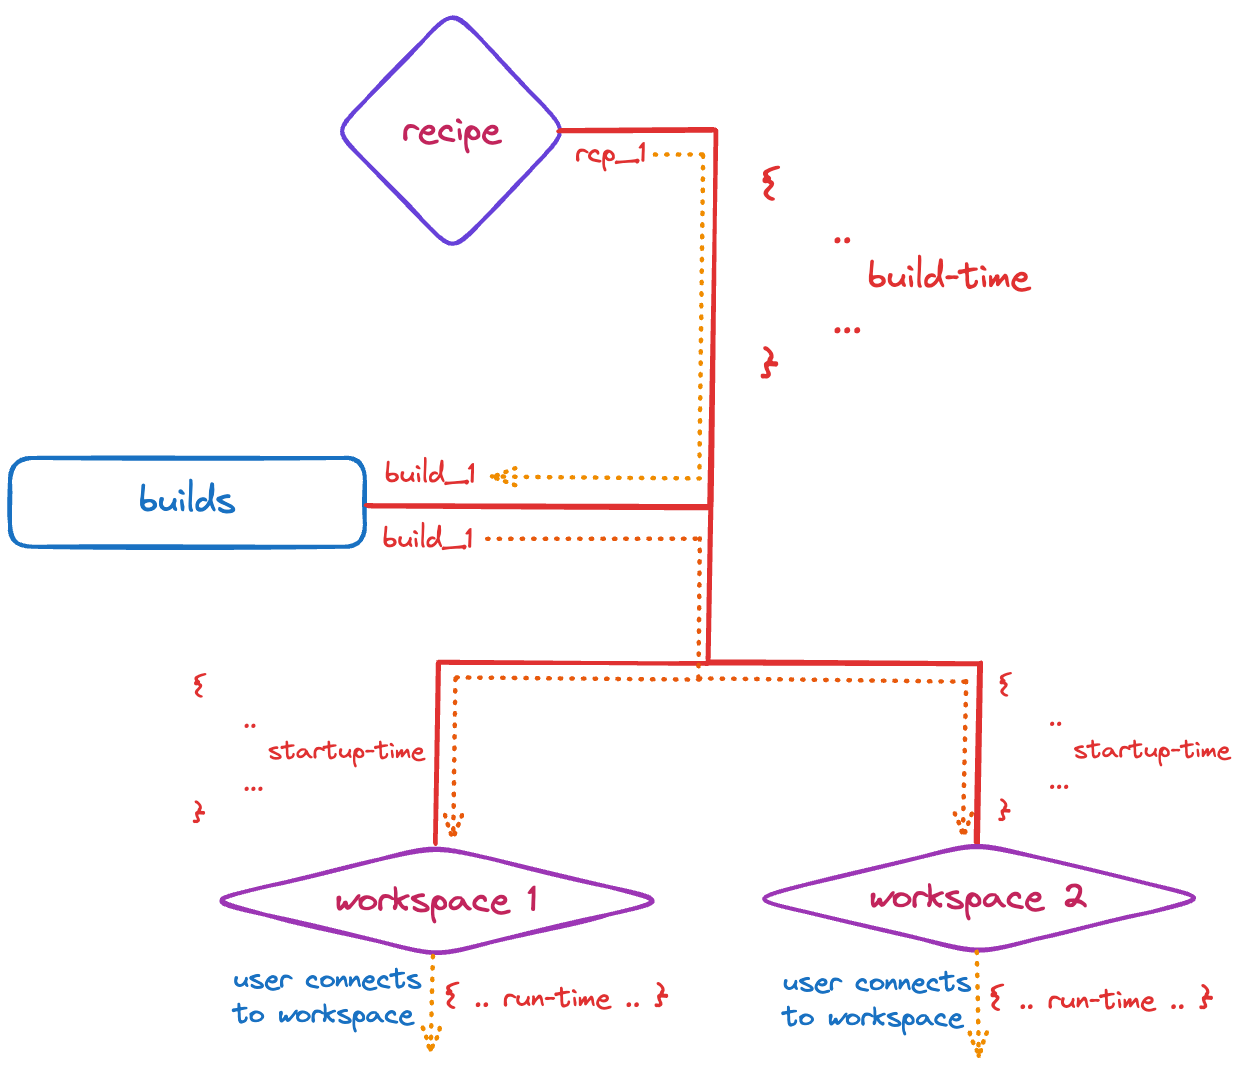 recipe
rcp_1
{
..
build-time
...
}
build_1
builds
build_1
{
..
startup-time
...
}
{
..
startup-time
...
}
workspace 1
workspace 2
user connects
to workspace
{ .. run-time .. }
user connects
to workspace
{ .. run-time .. }